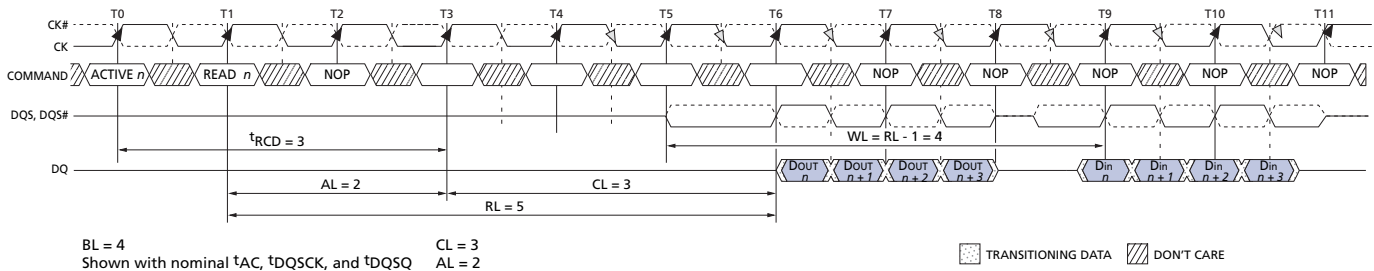 T0 T1 T2 T3 T4 T5 T6 T7 T8 T9 T10 T11
CK#
CK
COMMAND ACTIVE n READ n NOP NOP NOP NOP NOP NOP
DQS, DQS#
tRCD = 3 WL = RL - 1 = 4
DQ DOUT n DOUT n + 1 DOUT n + 2 DOUT n + 3 Din n Din n + 1 Din n + 2 Din n + 3
AL = 2 CL = 3
RL = 5
BL = 4 CL = 3
Shown with nominal tAC, tDQSCK, and tDQSQ AL = 2
TRANSITIONING DATA DON'T CARE